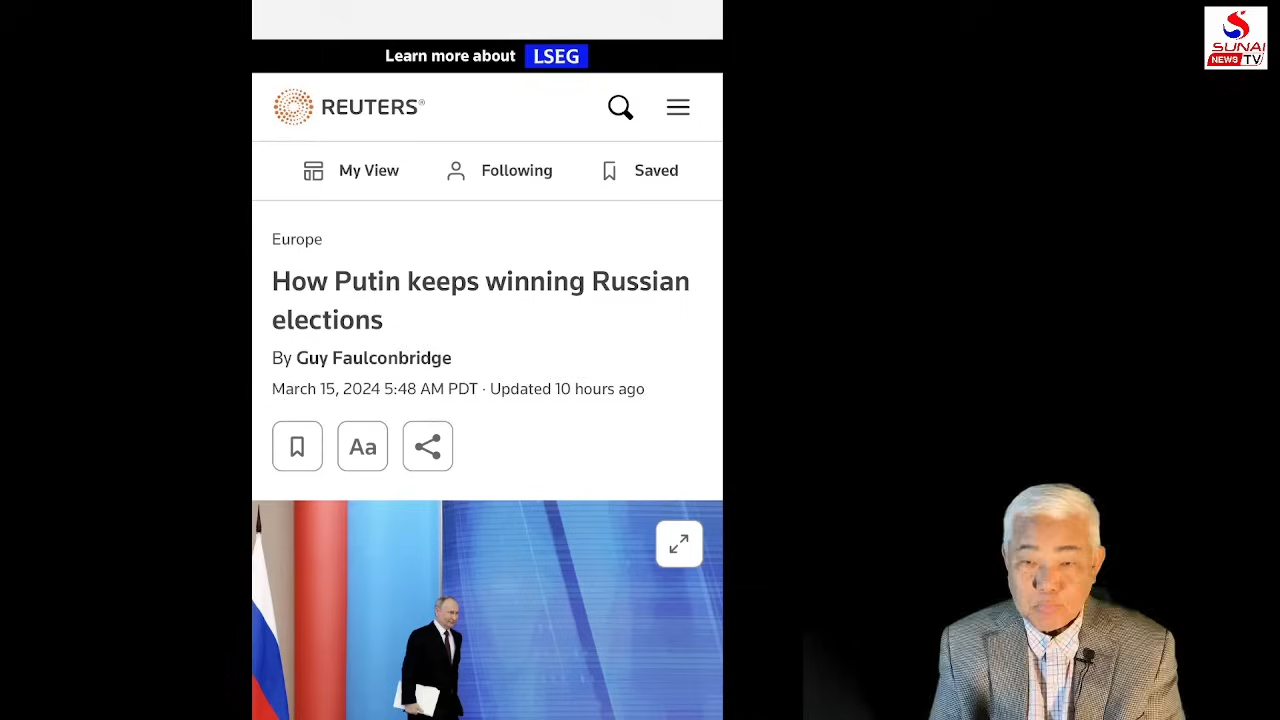 Learn more about LSEG
SUNAI
NEWS TV
REUTERS®
My View Following Saved
Europe
How Putin keeps winning Russian
elections
By Guy Faulconbridge
March 15, 2024 5:48 AM PDT · Updated 10 hours ago
Aa